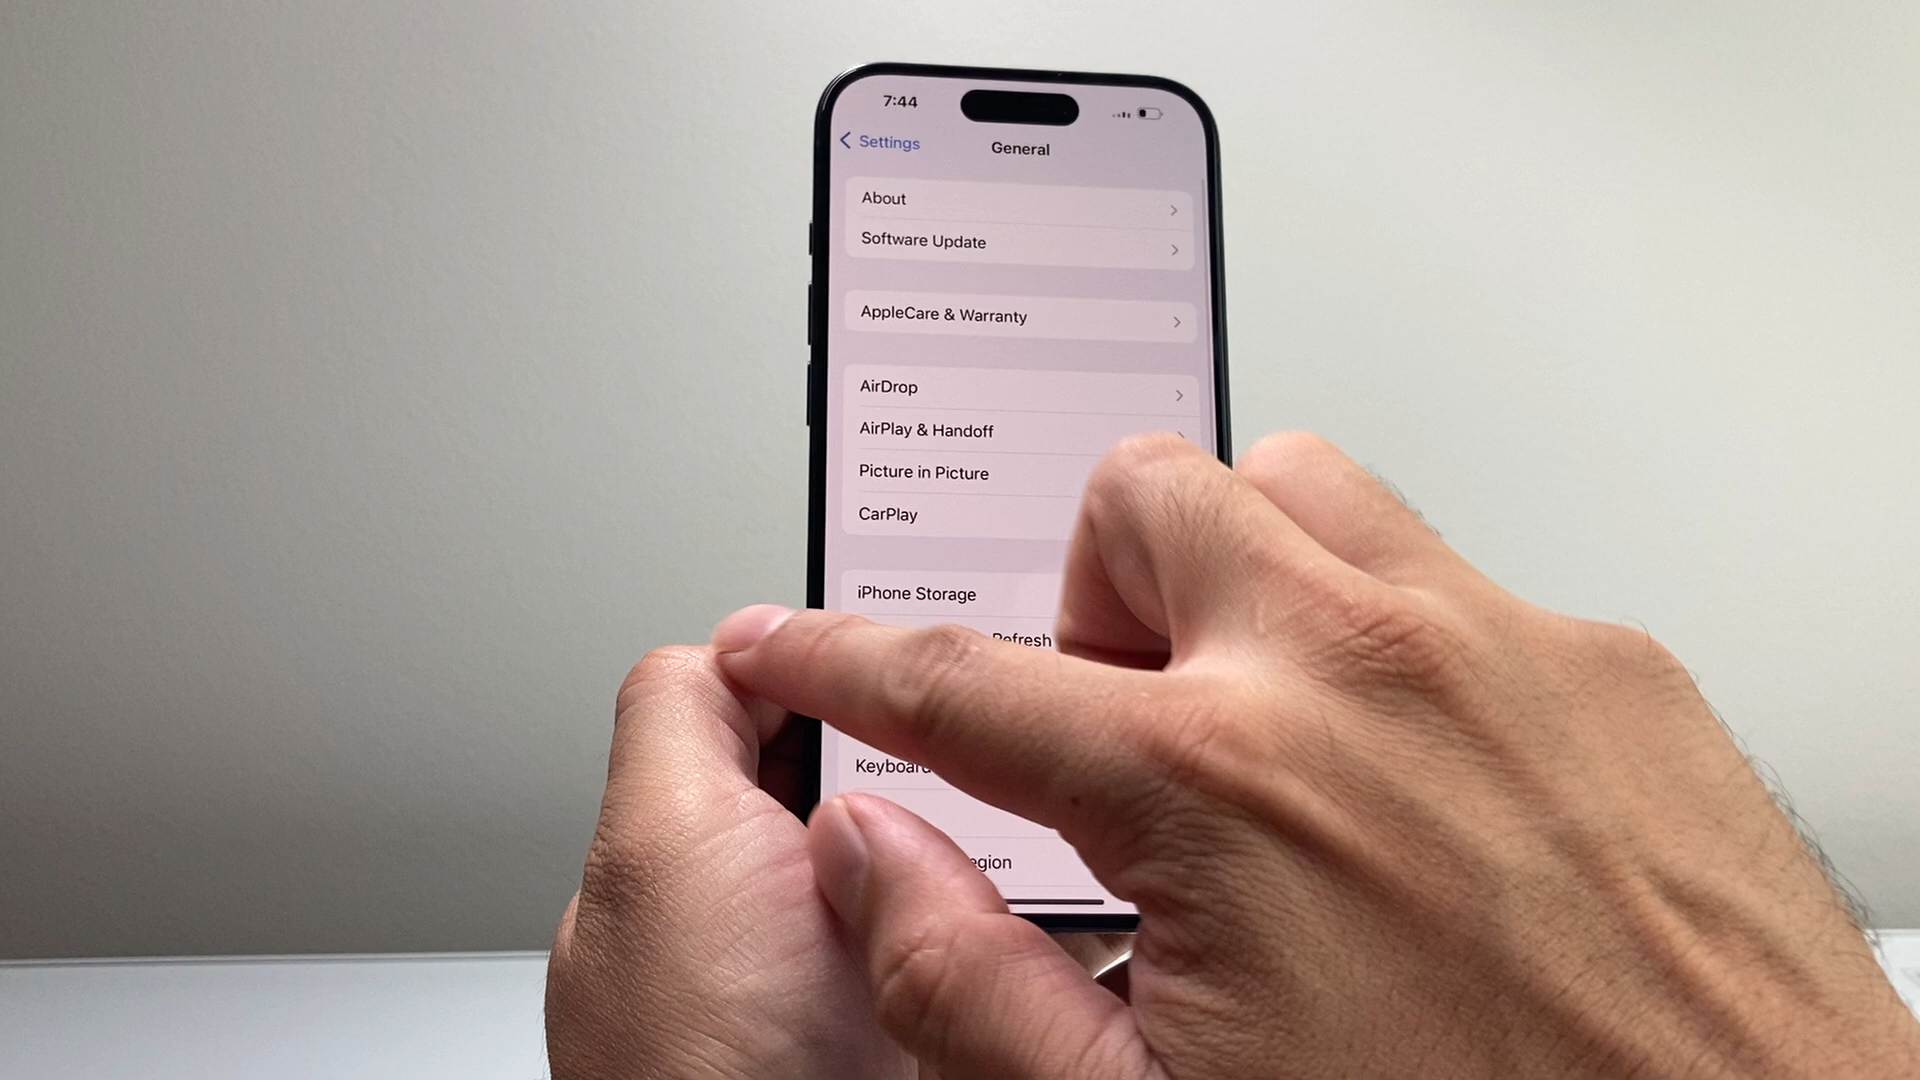 7:44
Settings
General
About
Software Update
AppleCare & Warranty
AirDrop
AirPlay & Handoff
Picture in Picture
CarPlay
iPhone Storage
Refresh